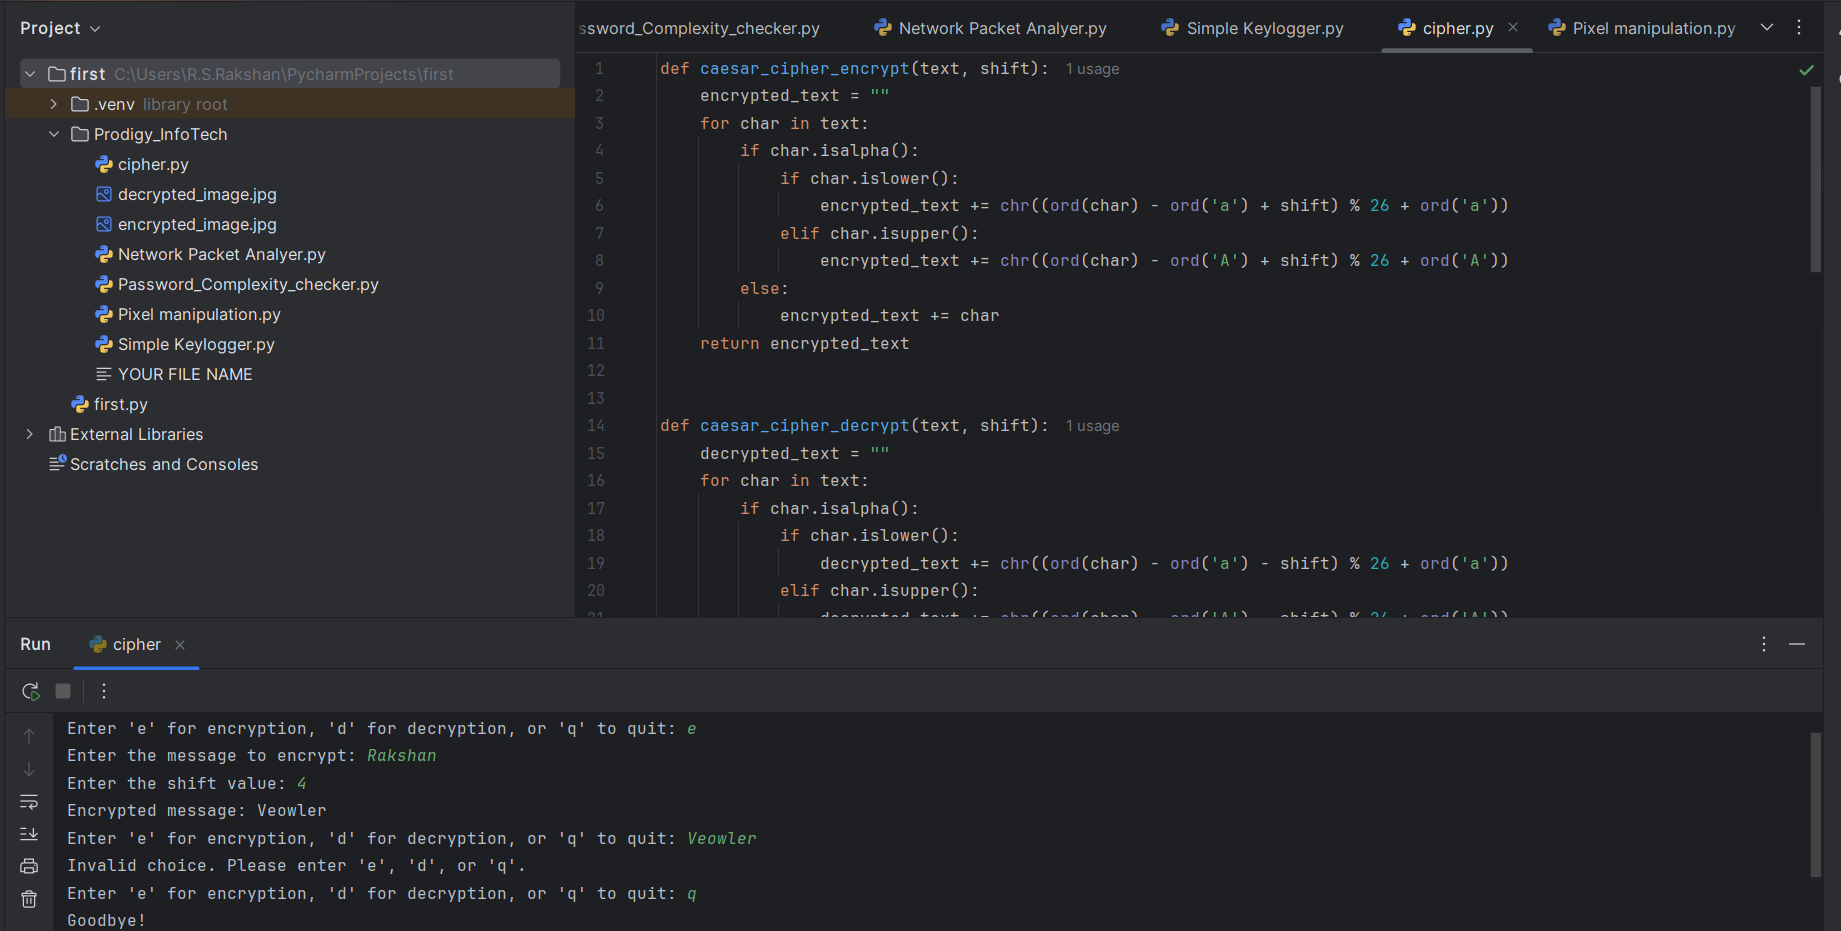 Project
first C:\Users\R.S.Rakshan\PycharmProjects\first
.venv library root
Prodigy_InfoTech
cipher.py
decrypted_image.jpg
encrypted_image.jpg
Network Packet Analyer.py
Password_Complexity_checker.py
Pixel manipulation.py
Simple Keylogger.py
YOUR FILE NAME
first.py
External Libraries
Scratches and Consoles
ssword_Complexity_checker.py Network Packet Analyer.py Simple Keylogger.py cipher.py Pixel manipulation.py
1 def caesar_cipher_encrypt(text, shift): 1 usage
2 encrypted_text = ""
3 for char in text:
4 if char.isalpha():
5 if char.islower():
6 encrypted_text += chr((ord(char) - ord('a') + shift) % 26 + ord('a'))
7 elif char.isupper():
8 encrypted_text += chr((ord(char) - ord('A') + shift) % 26 + ord('A'))
9 else:
10 encrypted_text += char
11 return encrypted_text
12
13
14 def caesar_cipher_decrypt(text, shift): 1 usage
15 decrypted_text = ""
16 for char in text:
17 if char.isalpha():
18 if char.islower():
19 decrypted_text += chr((ord(char) - ord('a') - shift) % 26 + ord('a'))
20 elif char.isupper():
21 decrypted_text += chr((ord(char) - ord('A') - shift) % 26 + ord('A'))
Run cipher
Enter 'e' for encryption, 'd' for decryption, or 'q' to quit: e
Enter the message to encrypt: Rakshan
Enter the shift value: 4
Encrypted message: Veowler
Enter 'e' for encryption, 'd' for decryption, or 'q' to quit: Veowler
Invalid choice. Please enter 'e', 'd', or 'q'.
Enter 'e' for encryption, 'd' for decryption, or 'q' to quit: q
Goodbye!